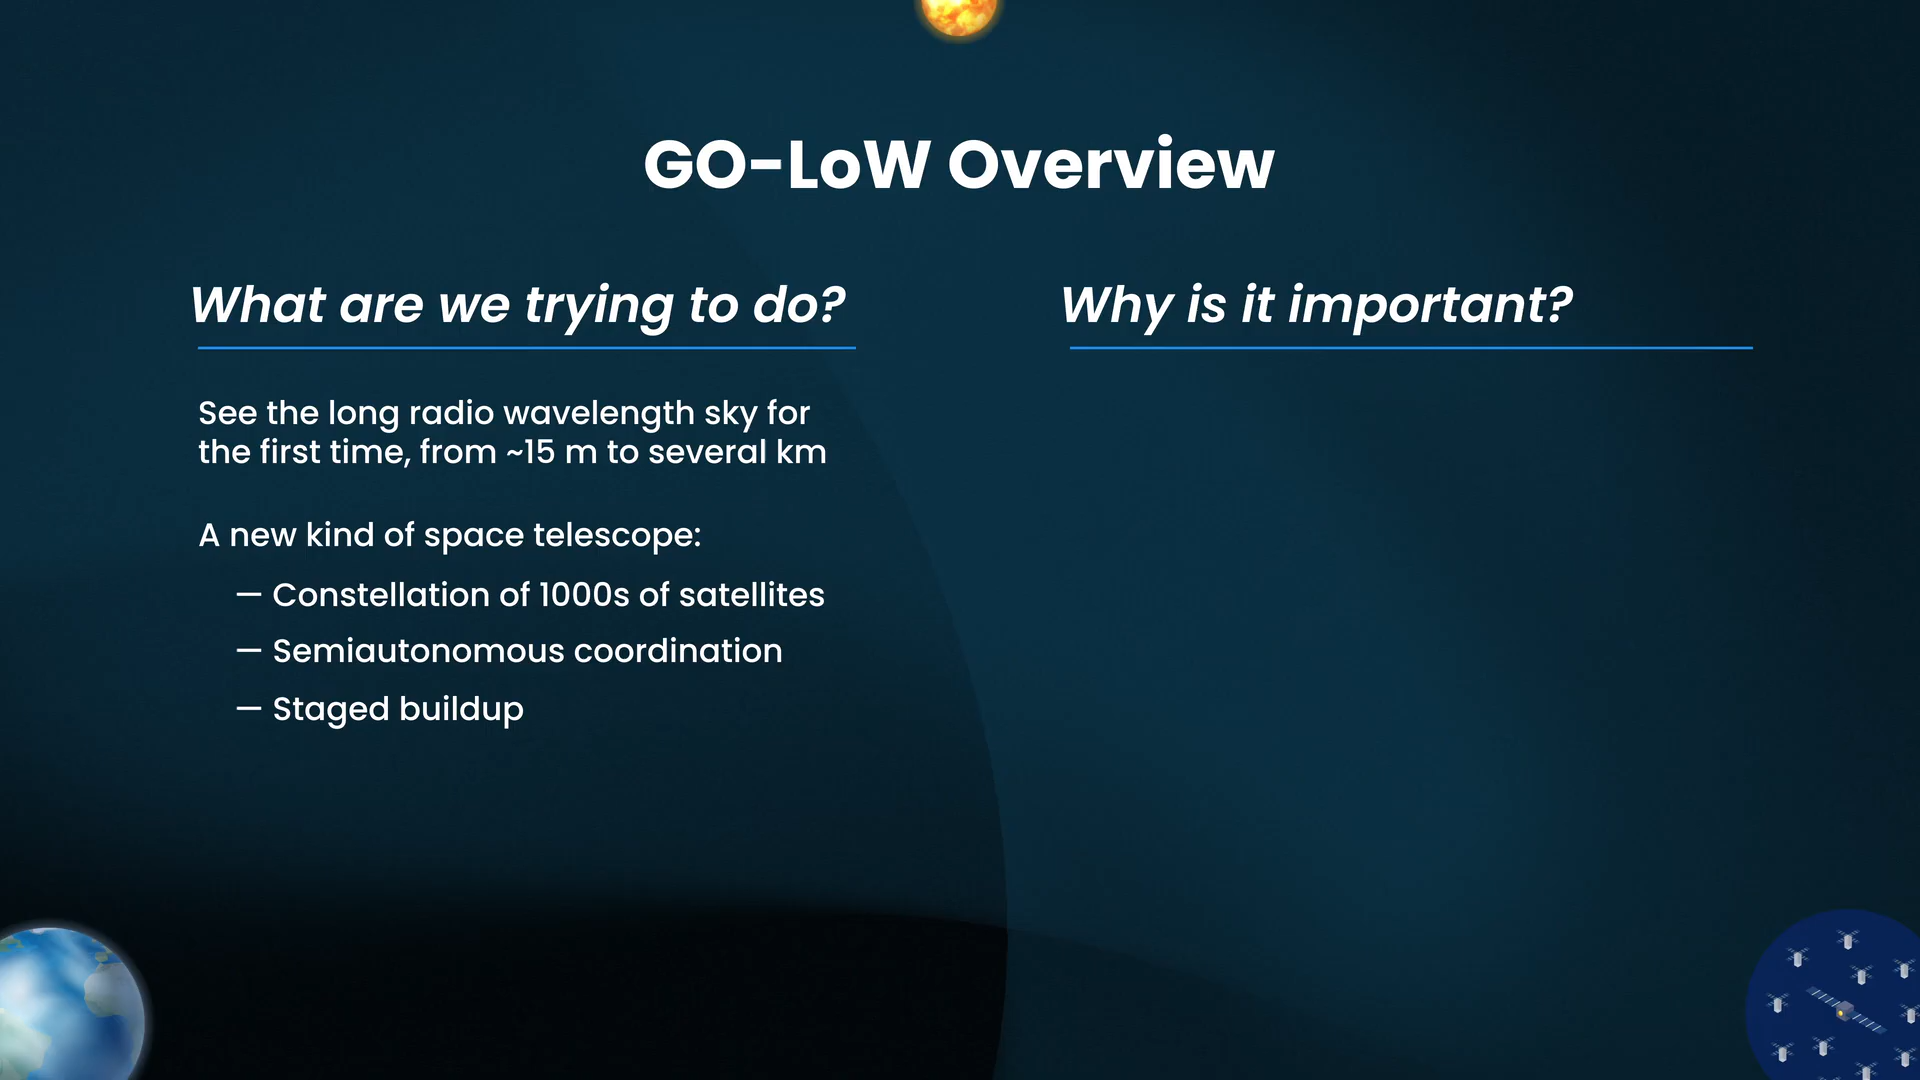 GO-LoW Overview
What are we trying to do?
See the long radio wavelength sky for
the first time, from ~15 m to several km
A new kind of space telescope:
— Constellation of 1000s of satellites
— Semiautonomous coordination
— Staged buildup
Why is it important?